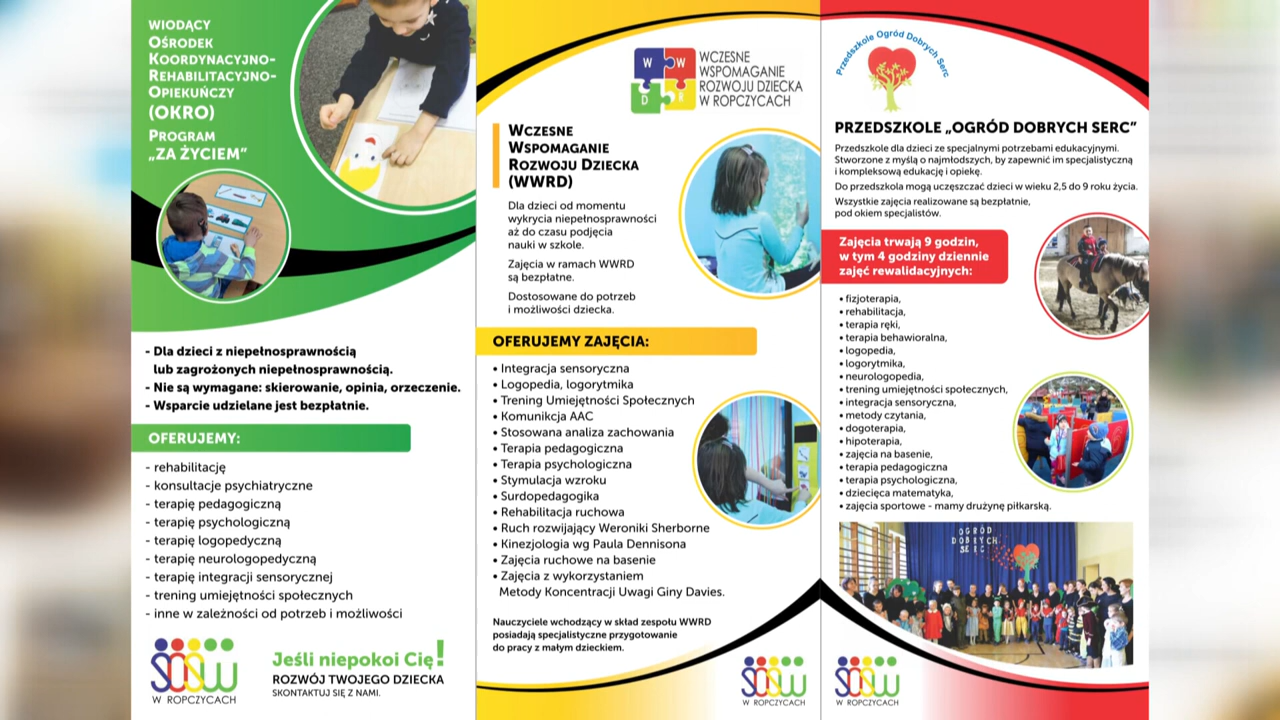 WIODĄCY
OŚRODEK
KOORDYNACYJNO-
REHABILITACYJNO-
OPIEKUŃCZY
(OKRO)
PROGRAM
„ZA ŻYCIEM”
- Dla dzieci z niepełnosprawnością
lub zagrożonych niepełnosprawnością.
- Nie są wymagane: skierowanie, opinia, orzeczenie.
- Wsparcie udzielane jest bezpłatnie.
OFERUJEMY:
- rehabilitację
- konsultacje psychiatryczne
- terapię pedagogiczną
- terapię psychologiczną
- terapię logopedyczną
- terapię neurologopedyczną
- terapię integracji sensorycznej
- trening umiejętności społecznych
- inne w zależności od potrzeb i możliwości
SOSW
W ROPCZYCACH
Jeśli niepokoi Cię!
ROZWÓJ TWOJEGO DZIECKA
SKONTAKTUJ SIĘ Z NAMI.
W W
D R
WCZESNE
WSPOMAGANIE
ROZWOJU DZIECKA
W ROPCZYCACH
WCZESNE
WSPOMAGANIE
ROZWOJU DZIECKA
(WWRD)
Dla dzieci od momentu
wykrycia niepełnosprawności
aż do czasu podjęcia
nauki w szkole.
Zajęcia w ramach WWRD
są bezpłatne.
Dostosowane do potrzeb
i możliwości dziecka.
OFERUJEMY ZAJĘCIA:
• Integracja sensoryczna
• Logopedia, logorytmika
• Trening Umiejętności Społecznych
• Komunikcja AAC
• Stosowana analiza zachowania
• Terapia pedagogiczna
• Terapia psychologiczna
• Stymulacja wzroku
• Surdopedagogika
• Rehabilitacja ruchowa
• Ruch rozwijający Weroniki Sherborne
• Kinezjologia wg Paula Dennisona
• Zajęcia ruchowe na basenie
• Zajęcia z wykorzystaniem
Metody Koncentracji Uwagi Giny Davies.
Nauczyciele wchodzący w skład zespołu WWRD
posiadają specjalistyczne przygotowanie
do pracy z małym dzieckiem.
SOSW
W ROPCZYCACH
Przedszkole Ogród Dobrych Serc
PRZEDSZKOLE „OGRÓD DOBRYCH SERC”
Przedszkole dla dzieci ze specjalnymi potrzebami edukacyjnymi.
Stworzone z myślą o najmłodszych, by zapewnić im specjalistyczną
i kompleksową edukację i opiekę.
Do przedszkola mogą uczęszczać dzieci w wieku 2,5 do 9 roku życia.
Wszystkie zajęcia realizowane są bezpłatnie,
pod okiem specjalistów.
Zajęcia trwają 9 godzin,
w tym 4 godziny dziennie
zajęć rewalidacyjnych:
• fizjoterapia,
• rehabilitacja,
• terapia ręki,
• terapia behawioralna,
• logopedia,
• logorytmika,
• neurologopedia,
• trening umiejętności społecznych,
• integracja sensoryczna,
• metody czytania,
• dogoterapia,
• hipoterapia,
• zajęcia na basenie,
• terapia pedagogiczna
• terapia psychologiczna,
• dziecięca matematyka,
• zajęcia sportowe - mamy drużynę piłkarską.
OGRÓD
DOBRYCH
SERC
SOSW
W ROPCZYCACH